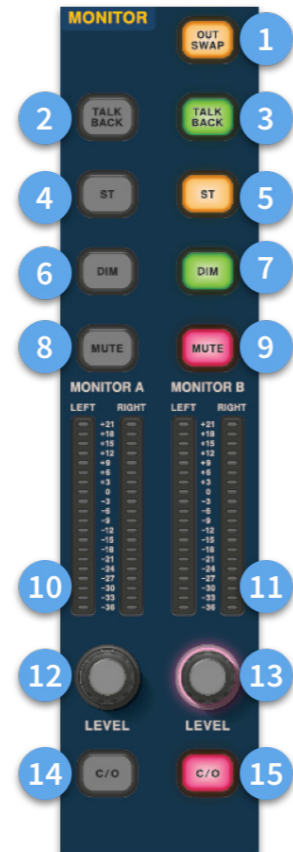 MONITOR
OUT
SWAP
1
2
TALK
BACK
TALK
BACK
3
4
ST
ST
5
6
DIM
DIM
7
8
MUTE
MUTE
9
MONITOR A
MONITOR B
LEFT
RIGHT
LEFT
RIGHT
+21
+18
+15
+12
+9
+6
+3
0
-3
-6
-9
-12
-15
-18
-21
-24
-27
-30
-33
-36
+21
+18
+15
+12
+9
+6
+3
0
-3
-6
-9
-12
-15
-18
-21
-24
-27
-30
-33
-36
10
11
12
13
LEVEL
LEVEL
14
C/O
C/O
15